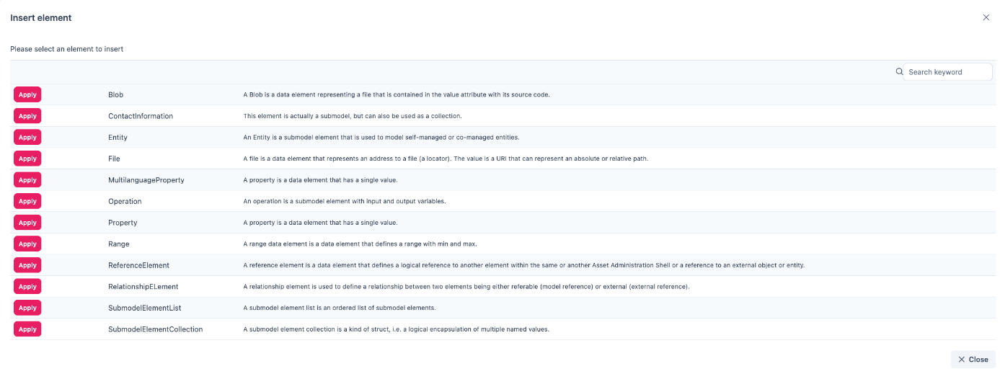 Insert element
Please select an element to insert
Search keyword
Apply Blob A Blob is a data element representing a file that is contained in the value attribute with its source code.
Apply ContactInformation This element is actually a submodel, but can also be used as a collection.
Apply Entity An Entity is a submodel element that is used to model self-managed or co-managed entities.
Apply File A file is a data element that represents an address to a file (a locator). The value is a URI that can represent an absolute or relative path.
Apply MultilanguageProperty A property is a data element that has a single value.
Apply Operation An operation is a submodel element with input and output variables.
Apply Property A property is a data element that has a single value.
Apply Range A range data element is a data element that defines a range with min and max.
Apply ReferenceElement A reference element is a data element that defines a logical reference to another element within the same or another Asset Administration Shell or a reference to an external object or entity.
Apply RelationshipELement A relationship element is used to define a relationship between two elements being either referable (model reference) or external (external reference).
Apply SubmodelElementList A submodel element list is an ordered list of submodel elements.
Apply SubmodelElementCollection A submodel element collection is a kind of struct, i.e. a logical encapsulation of multiple named values.
Close